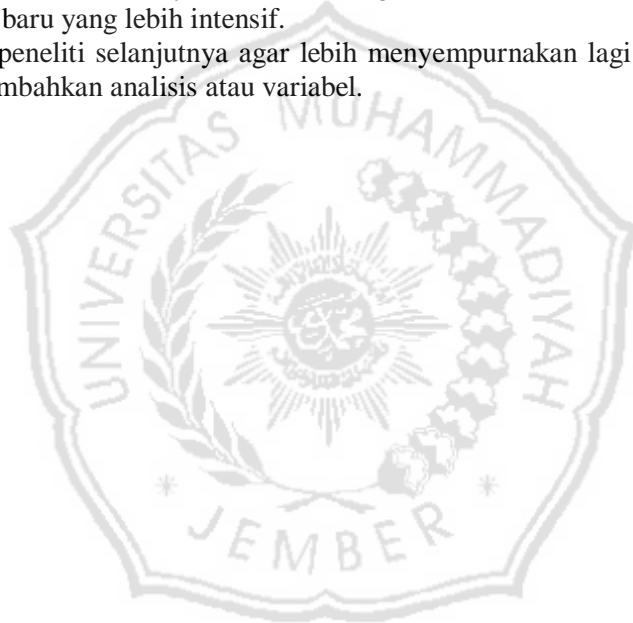 baru yang lebih intensif.
peneliti selanjutnya agar lebih menyempurnakan lagi
mbahkan analisis atau variabel.
UNIVERSITAS MUHAMMADIYAH
* JEMBER *